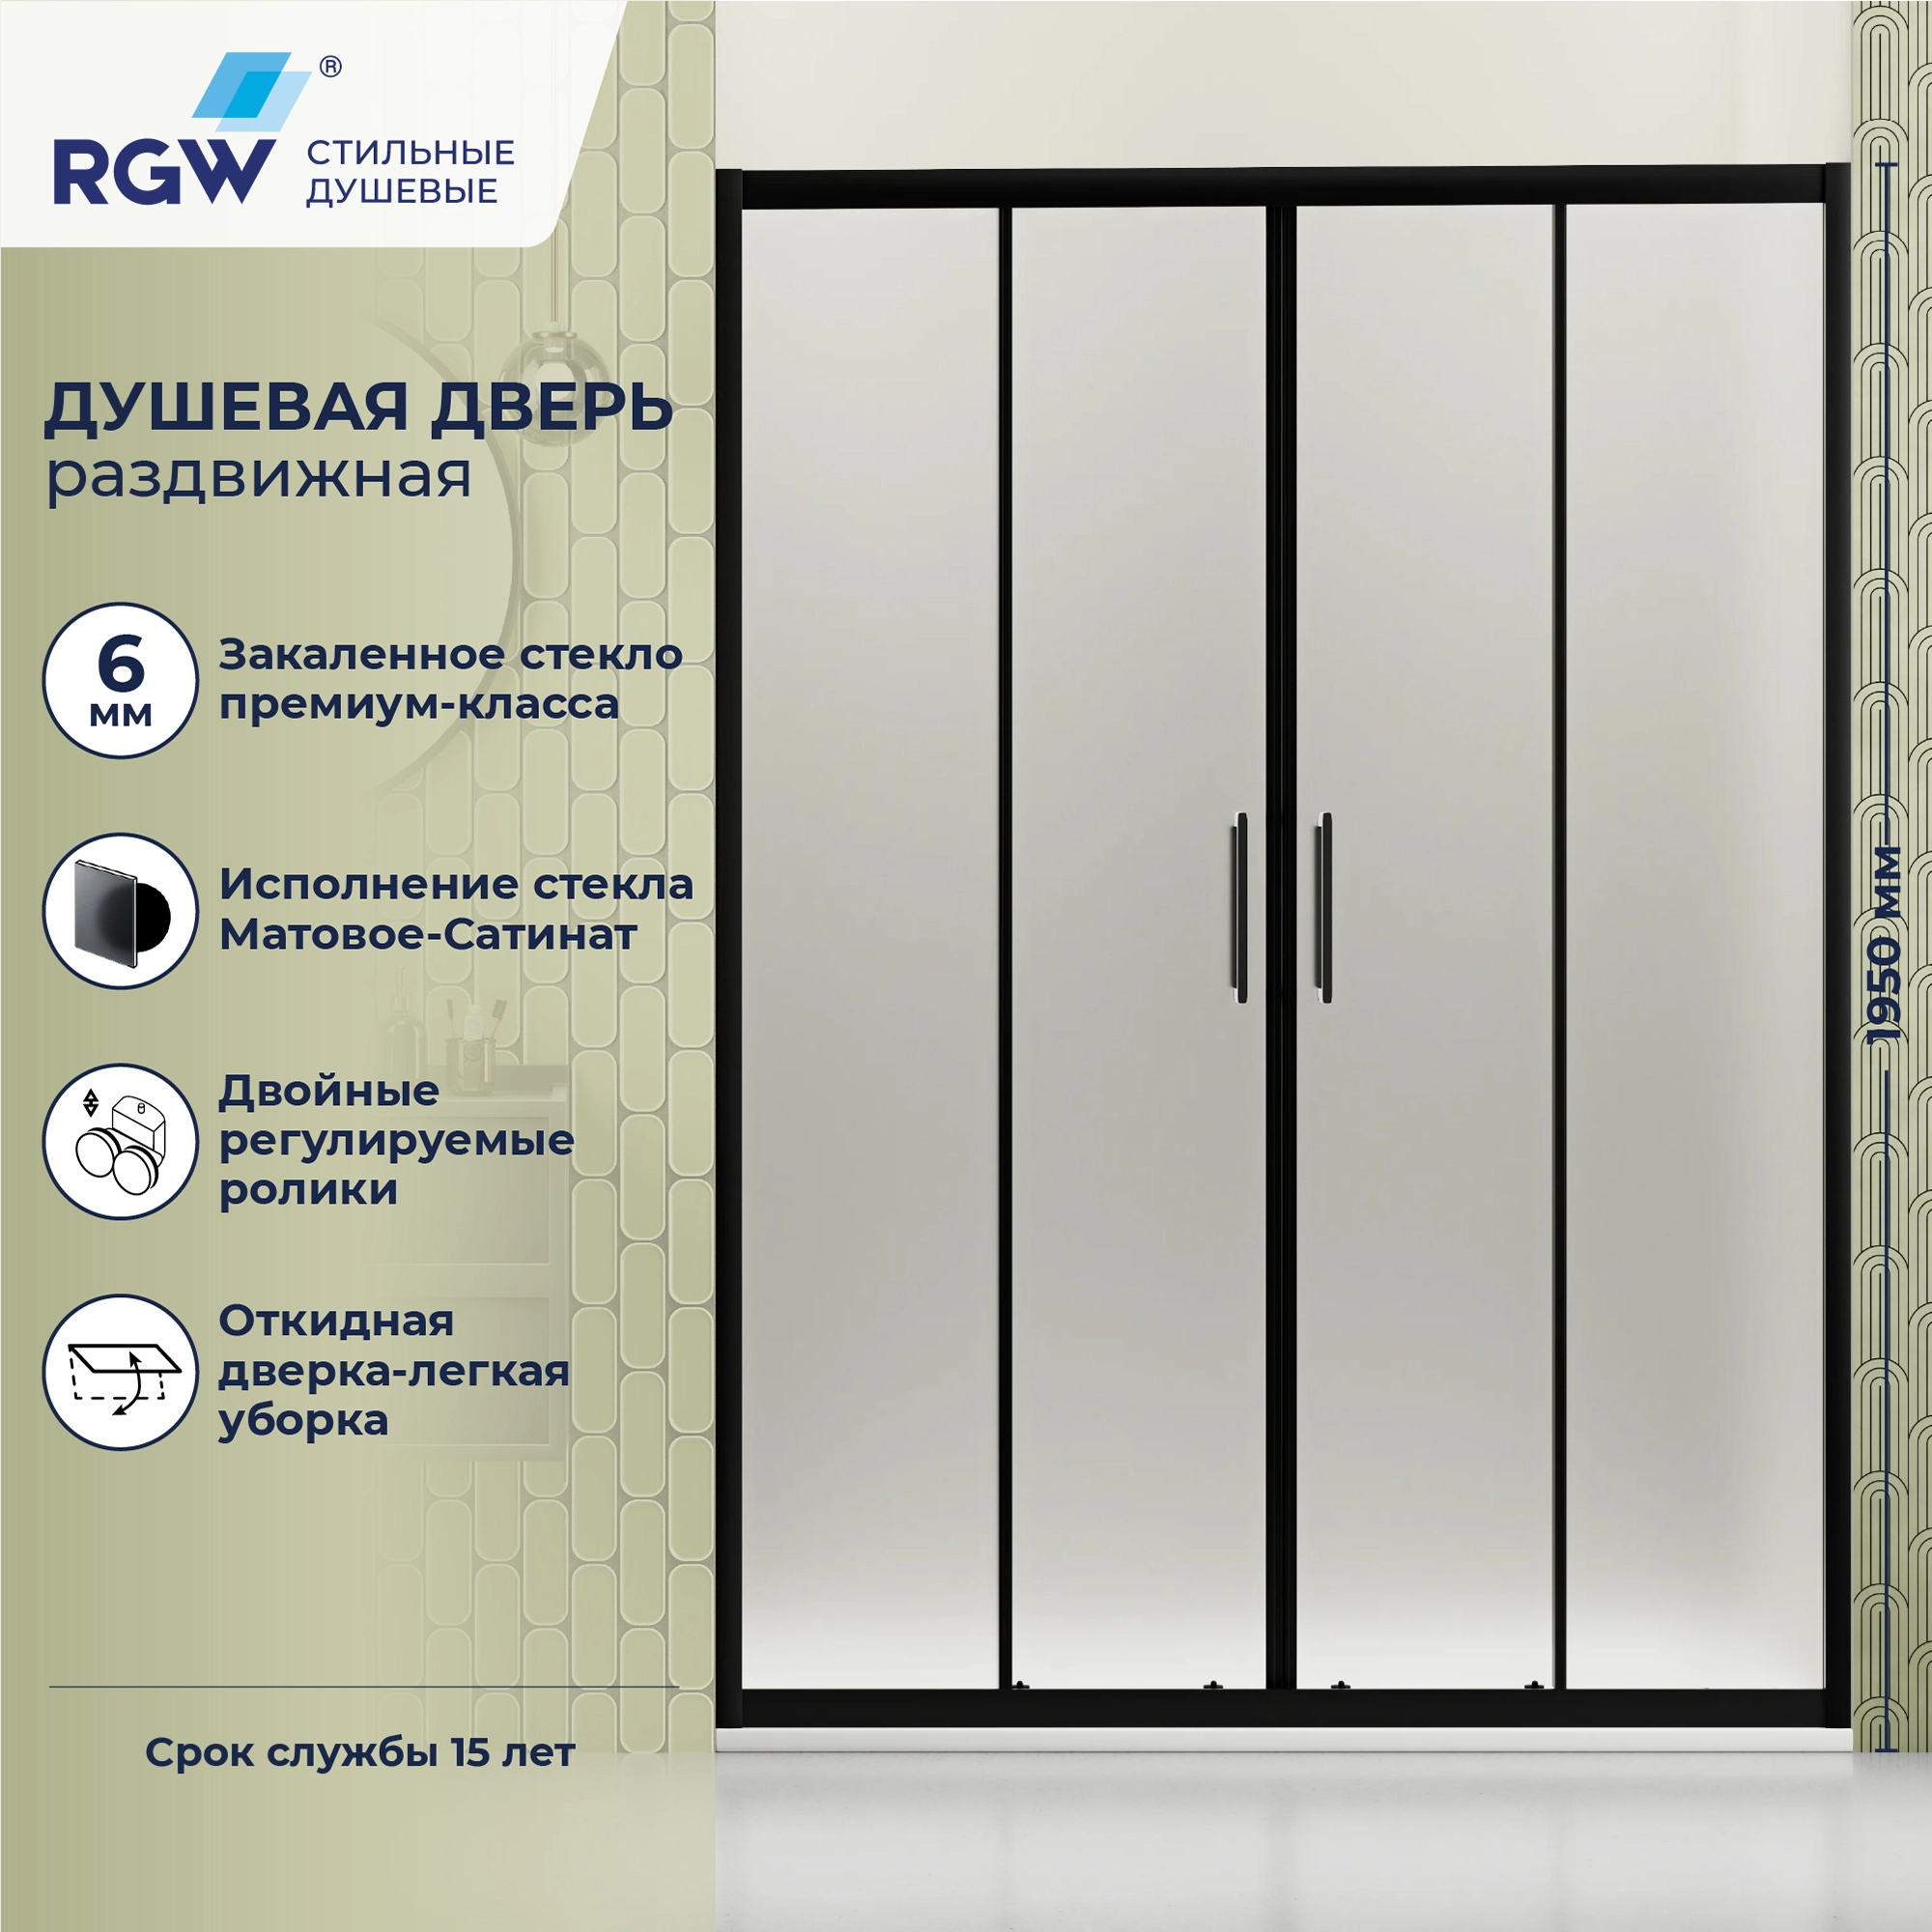 RGW
®
СТИЛЬНЫЕ
ДУШЕВЫЕ
ДУШЕВАЯ ДВЕРЬ
раздвижная
6
мм
Закаленное стекло
премиум-класса
Исполнение стекла
Матовое-Сатинат
Двойные
регулируемые
ролики
Откидная
дверка-легкая
уборка
Срок службы 15 лет
1950 мм